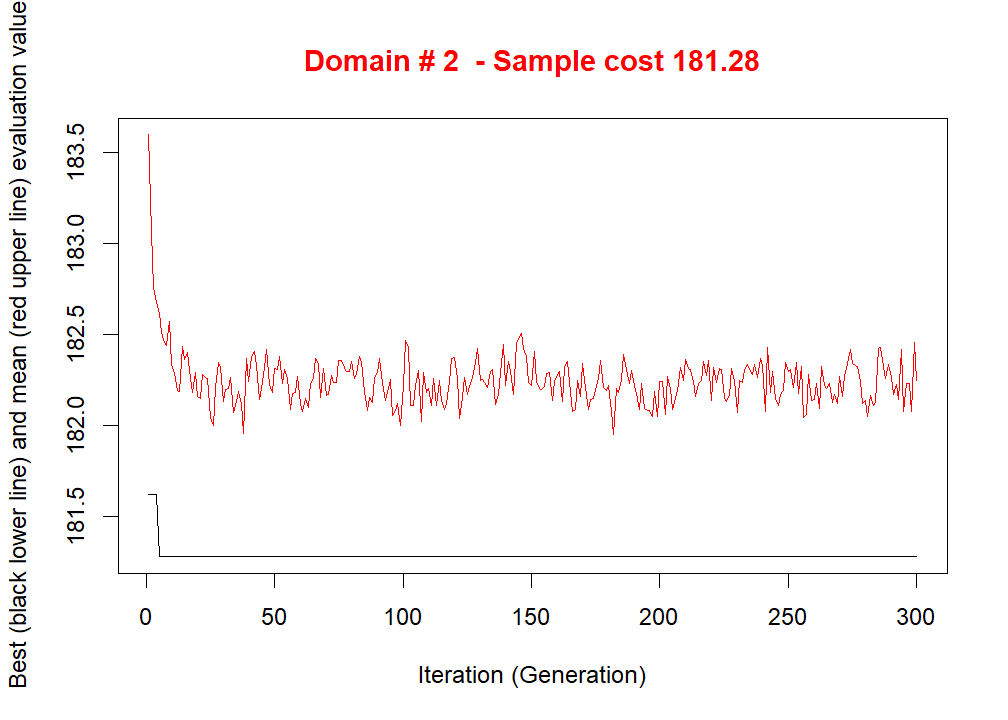 Domain # 2  - Sample cost 181.28
Best (black lower line) and mean (red upper line) evaluation value
183.5
183.0
182.5
182.0
181.5
0 50 100 150 200 250 300
Iteration (Generation)